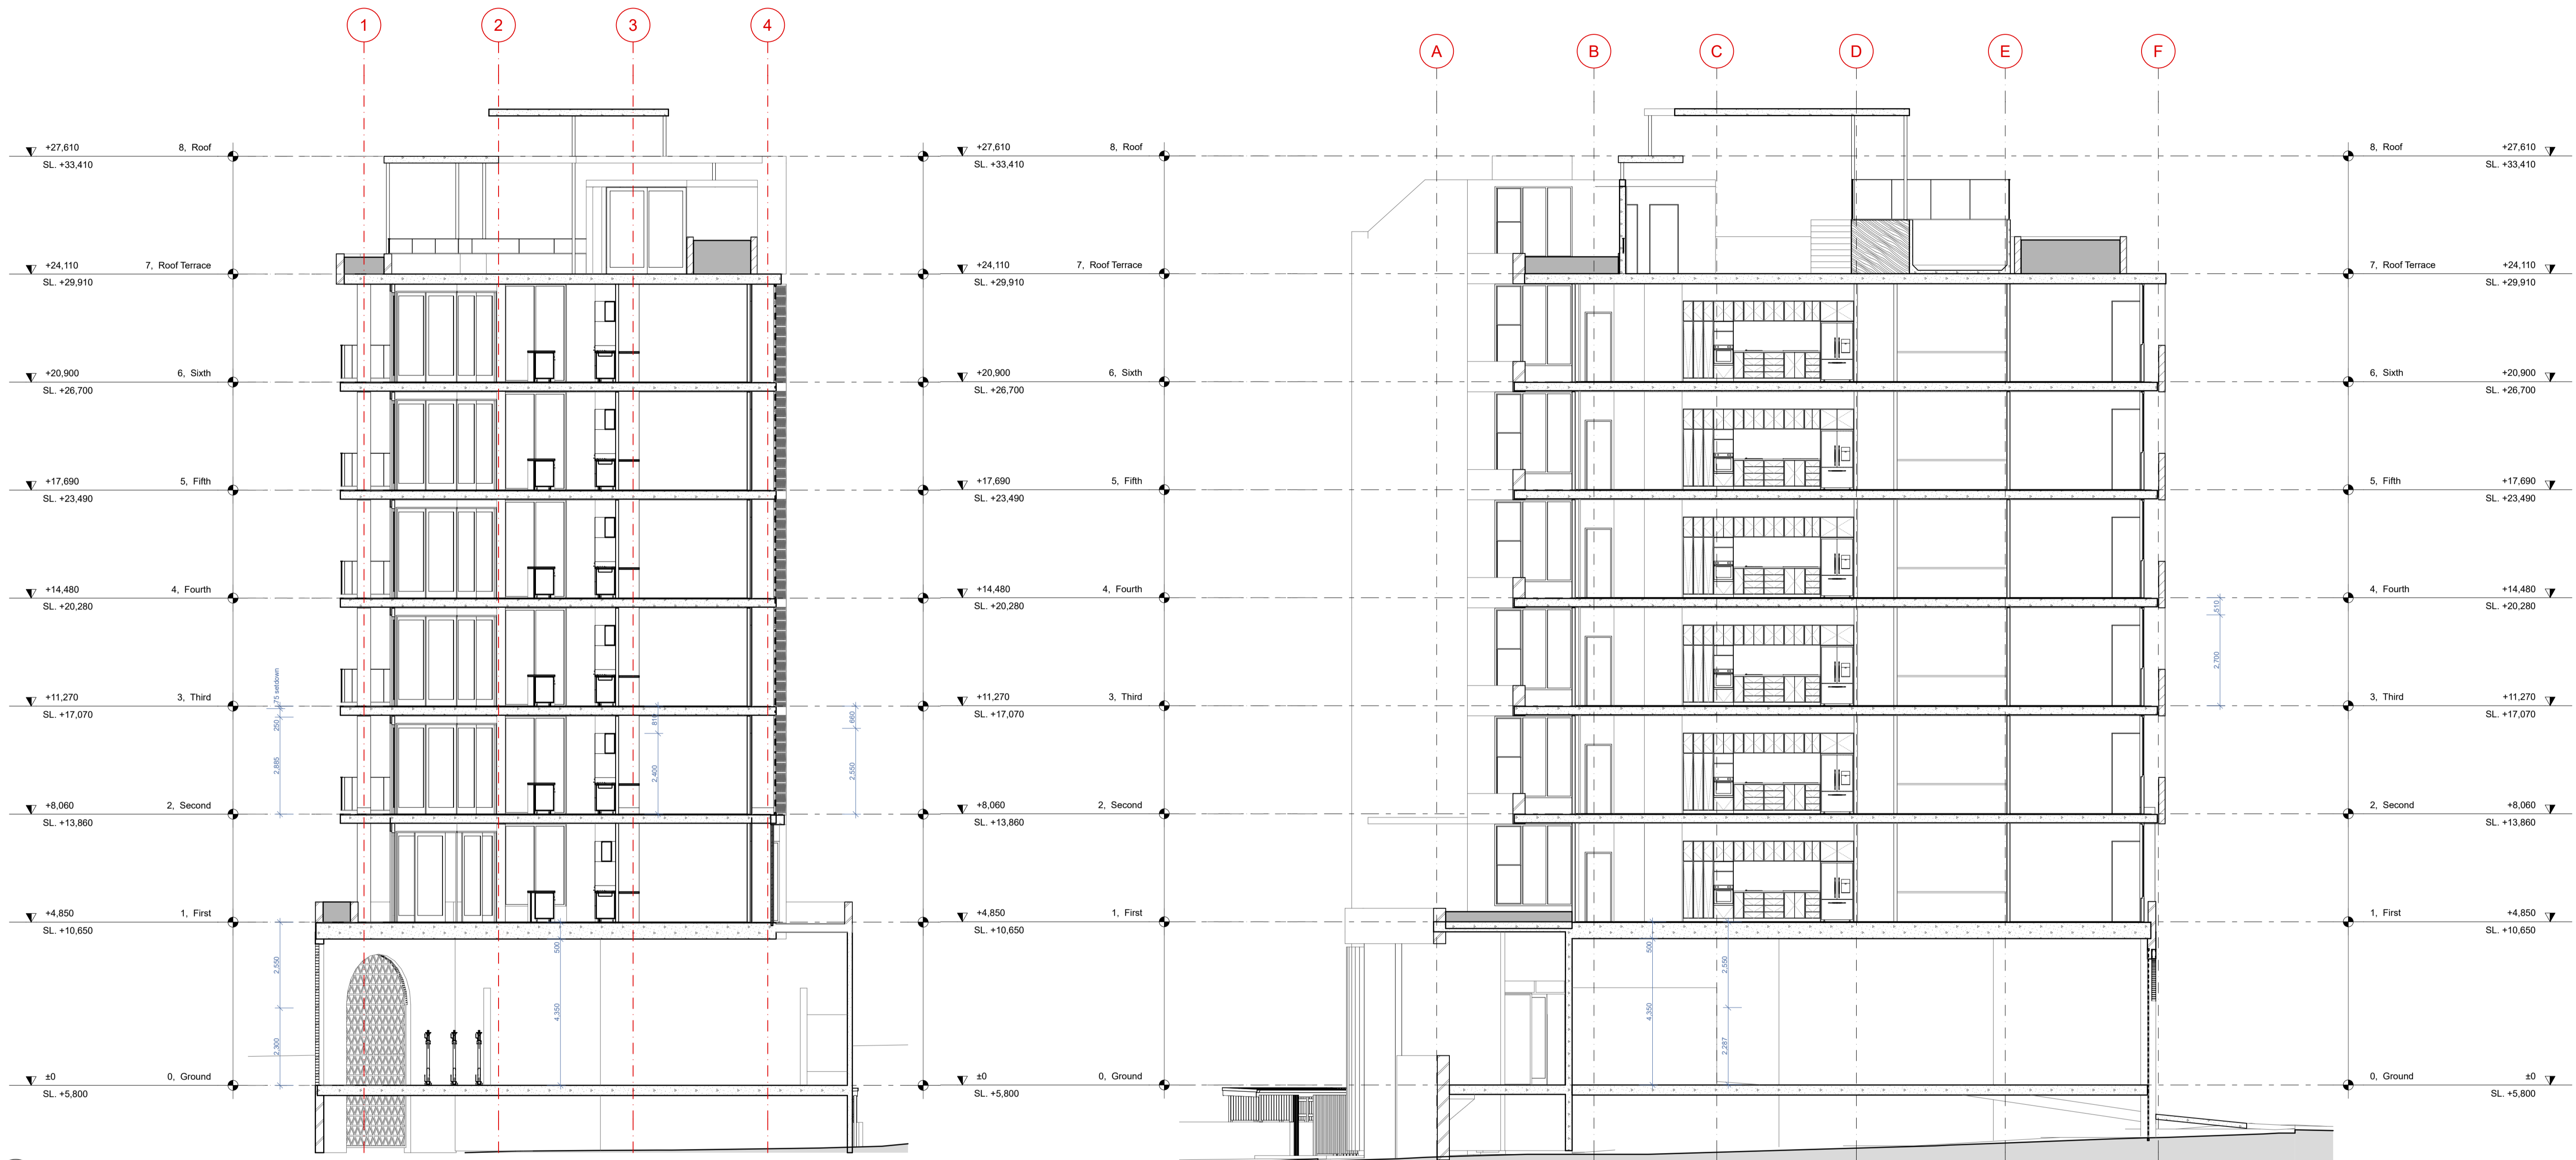 1 2 3 4
A B C D E F
+27,610 8, Roof
SL. +33,410
+24,110 7, Roof Terrace
SL. +29,910
+20,900 6, Sixth
SL. +26,700
+17,690 5, Fifth
SL. +23,490
+14,480 4, Fourth
SL. +20,280
+11,270 3, Third
SL. +17,070
+8,060 2, Second
SL. +13,860
+4,850 1, First
SL. +10,650
±0 0, Ground
SL. +5,800
75 setdown
250
2,885
2,550
2,300
500
4,350
810
2,400
660
2,550
+27,610 8, Roof
SL. +33,410
+24,110 7, Roof Terrace
SL. +29,910
+20,900 6, Sixth
SL. +26,700
+17,690 5, Fifth
SL. +23,490
+14,480 4, Fourth
SL. +20,280
+11,270 3, Third
SL. +17,070
+8,060 2, Second
SL. +13,860
+4,850 1, First
SL. +10,650
±0 0, Ground
SL. +5,800
500
4,350
2,550
2,287
510
2,700
8, Roof +27,610
SL. +33,410
7, Roof Terrace +24,110
SL. +29,910
6, Sixth +20,900
SL. +26,700
5, Fifth +17,690
SL. +23,490
4, Fourth +14,480
SL. +20,280
3, Third +11,270
SL. +17,070
2, Second +8,060
SL. +13,860
1, First +4,850
SL. +10,650
0, Ground ±0
SL. +5,800